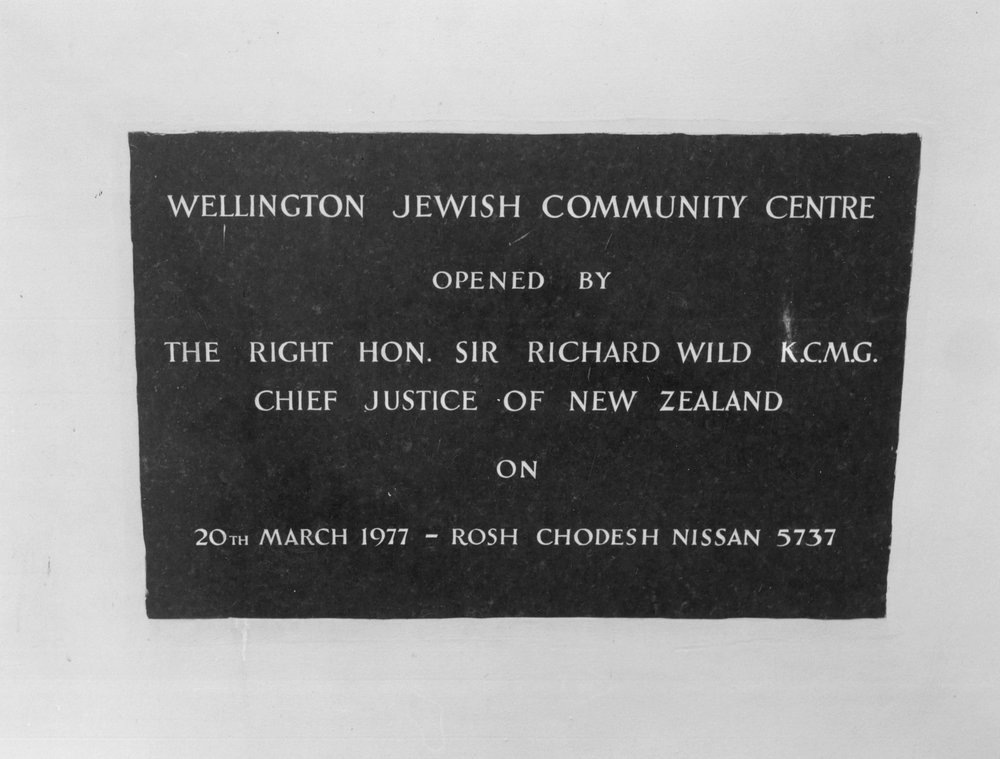 WELLINGTON JEWISH COMMUNITY CENTRE
OPENED BY
THE RIGHT HON. SIR RICHARD WILD K.C.M.G.
CHIEF JUSTICE OF NEW ZEALAND
ON
20TH MARCH 1977 - ROSH CHODESH NISSAN 5737